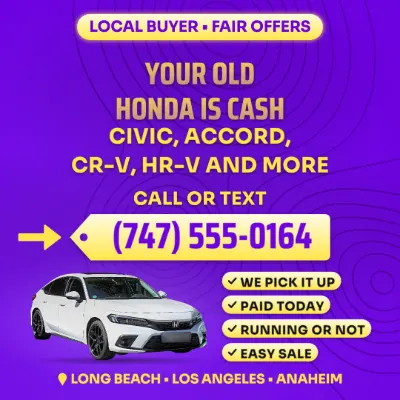 LOCAL BUYER • FAIR OFFERS
YOUR OLD
HONDA IS CASH
CIVIC, ACCORD,
CR-V, HR-V AND MORE
CALL OR TEXT
(747) 555-0164
WE PICK IT UP
PAID TODAY
RUNNING OR NOT
EASY SALE
LONG BEACH • LOS ANGELES • ANAHEIM